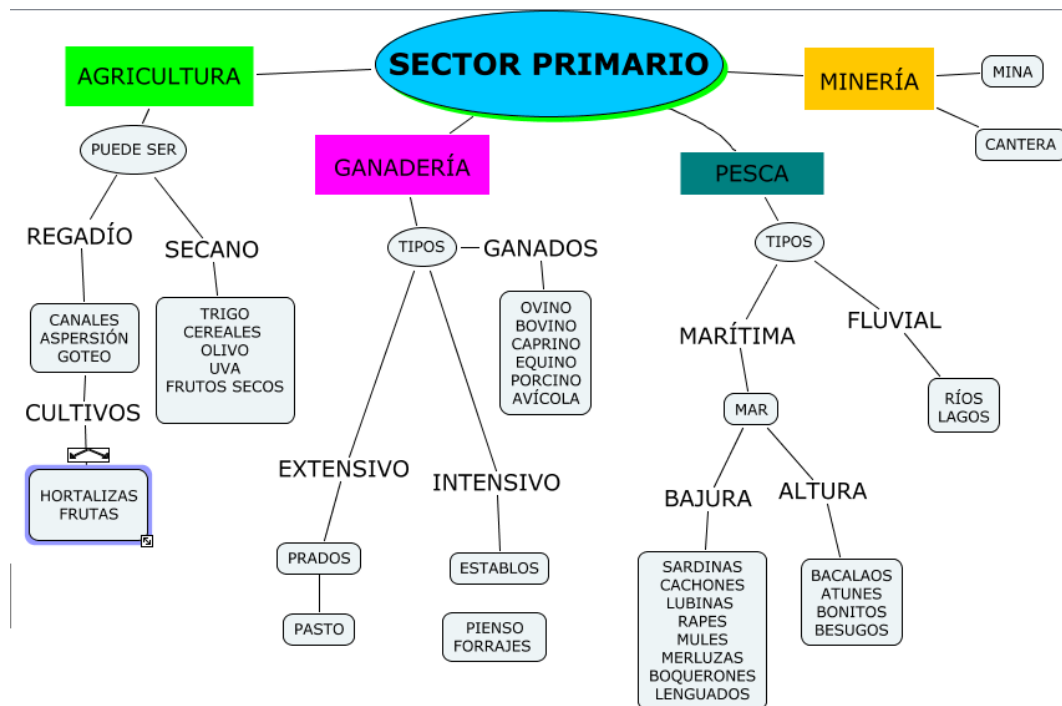 SECTOR PRIMARIO
AGRICULTURA
PUEDE SER
REGADÍO
CANALES
ASPERSIÓN
GOTEO
CULTIVOS
HORTALIZAS
FRUTAS
SECANO
TRIGO
CEREALES
OLIVO
UVA
FRUTOS SECOS
GANADERÍA
TIPOS
GANADOS
OVINO
BOVINO
CAPRINO
EQUINO
PORCINO
AVÍCOLA
EXTENSIVO
PRADOS
PASTO
INTENSIVO
ESTABLOS
PIENSO
FORRAJES
PESCA
TIPOS
MARÍTIMA
MAR
BAJURA
SARDINAS
CACHONES
LUBINAS
RAPES
MULES
MERLUZAS
BOQUERONES
LENGUADOS
ALTURA
BACALAOS
ATUNES
BONITOS
BESUGOS
FLUVIAL
RÍOS
LAGOS
MINERÍA
MINA
CANTERA